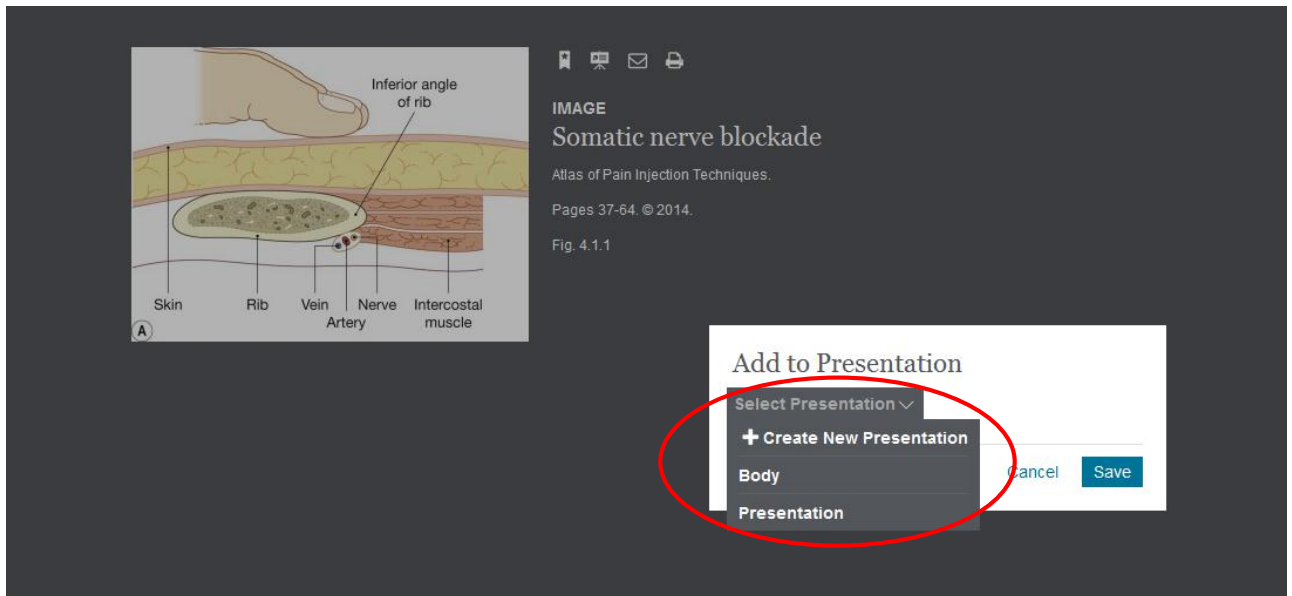 Inferior angle
of rib
Skin
Rib
Vein
Nerve
Intercostal
muscle
Artery
A
IMAGE
Somatic nerve blockade
Atlas of Pain Injection Techniques.
Pages 37-64. © 2014.
Fig. 4.1.1
Add to Presentation
Select Presentation
Create New Presentation
Body
Presentation
Cancel
Save